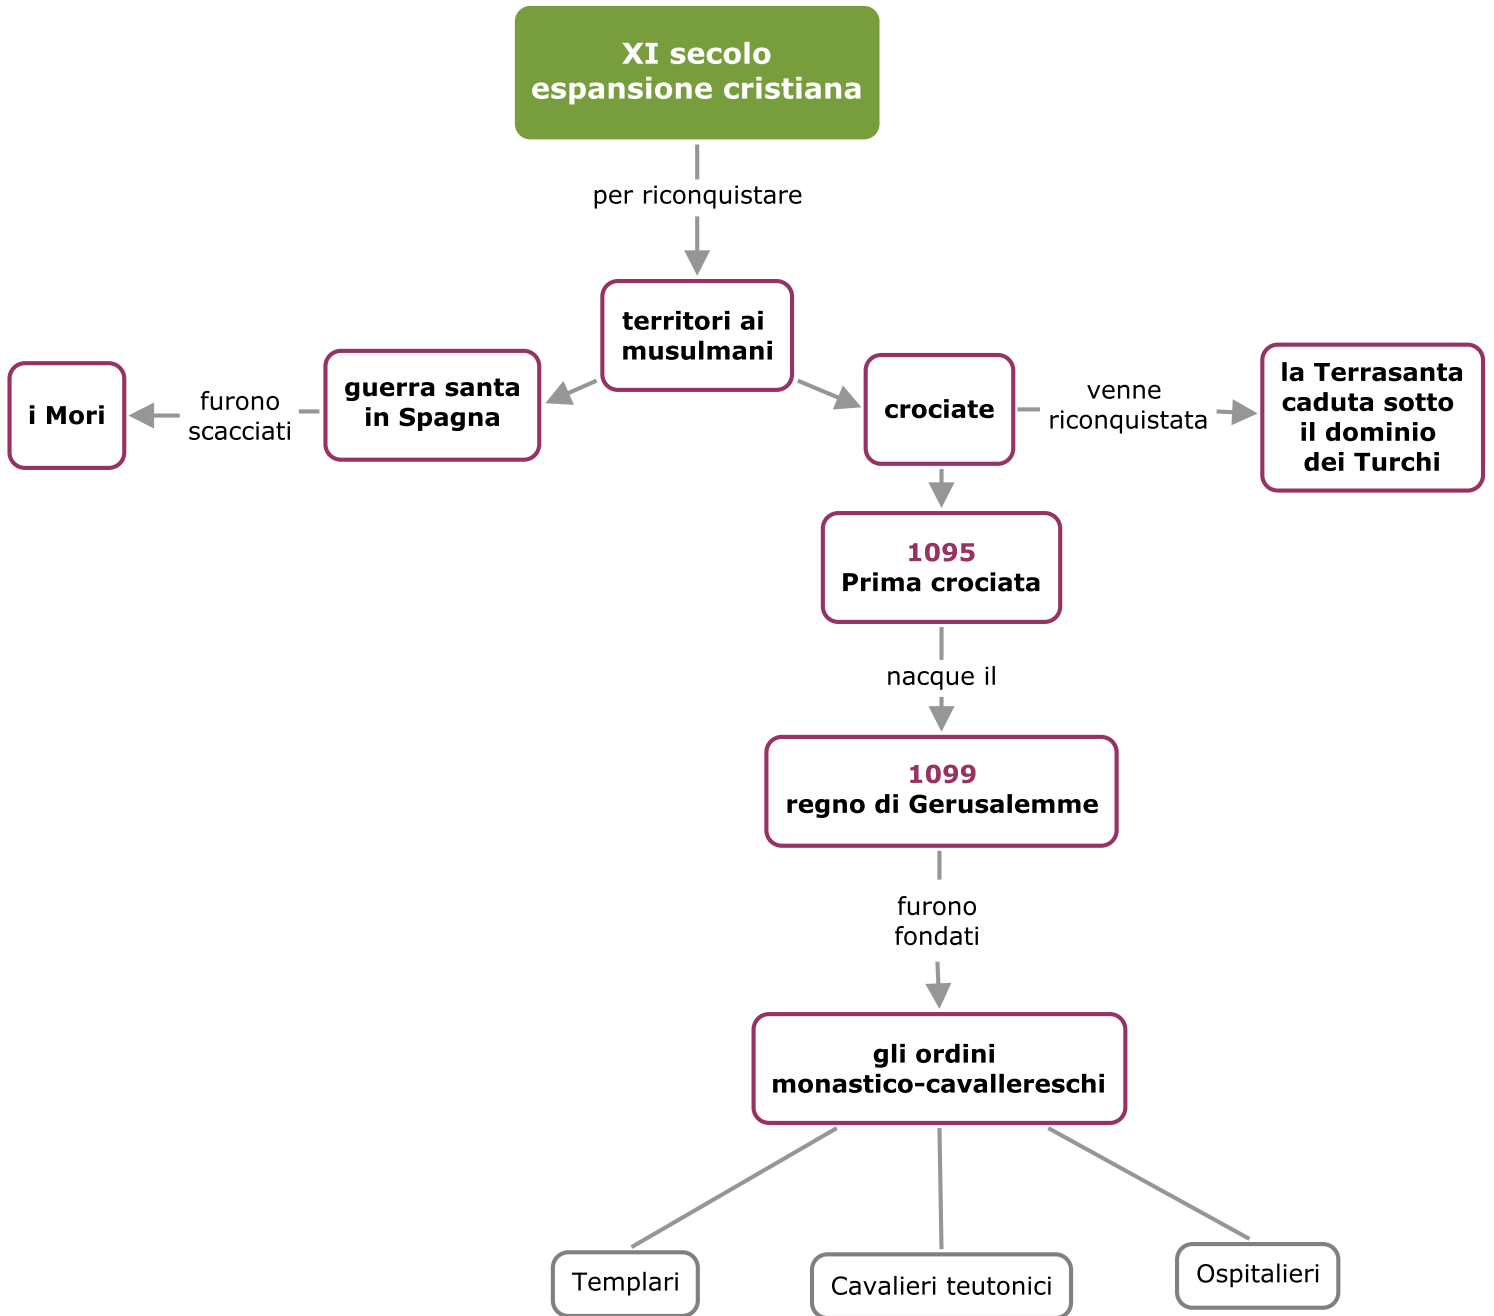 XI secolo
espansione cristiana
per riconquistare
territori ai
musulmani
guerra santa
in Spagna
furono
scacciati
i Mori
crociate
venne
riconquistata
la Terrasanta
caduta sotto
il dominio
dei Turchi
1095
Prima crociata
nacque il
1099
regno di Gerusalemme
furono
fondati
gli ordini
monastico-cavallereschi
Templari
Cavalieri teutonici
Ospitalieri